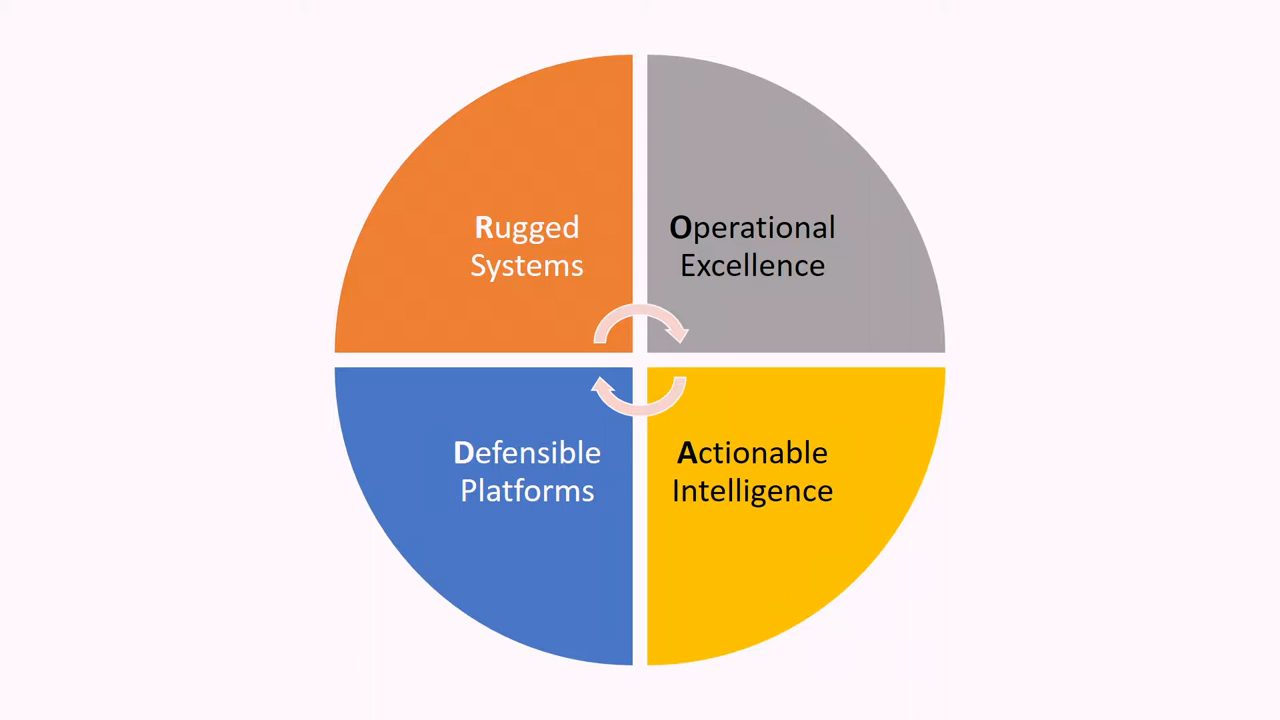 Rugged
Systems
Operational
Excellence
Defensible
Platforms
Actionable
Intelligence